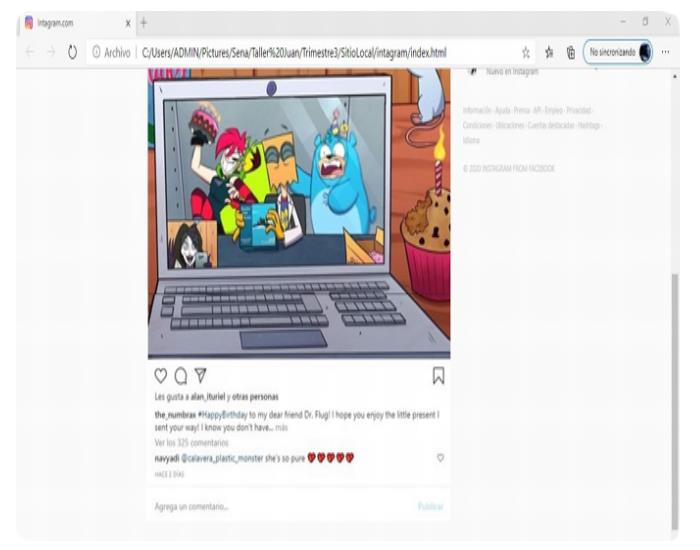 Intagram.com
Archivo
C:/Users/ADMIN/Pictures/Sena/Taller%20Juan/Trimestre3/SitioLocal/intagram/index.html
No sincronizando
Nuevo en Instagram
Información · Ayuda · Prensa · API · Empleo · Privacidad ·
Condiciones · Ubicaciones · Cuentas destacadas · Hashtags ·
Idioma
© 2020 INSTAGRAM FROM FACEBOOK
Les gusta a alan_ituriel y otras personas
the_numbrax #HappyBirthday to my dear friend Dr. Flug! I hope you enjoy the little present I
sent your way! I know you don't have... más
Ver los 325 comentarios
navyadi @calavera_plastic_monster she's so pure ❤❤❤❤❤
HACE 2 DÍAS
Agrega un comentario...
Publicar